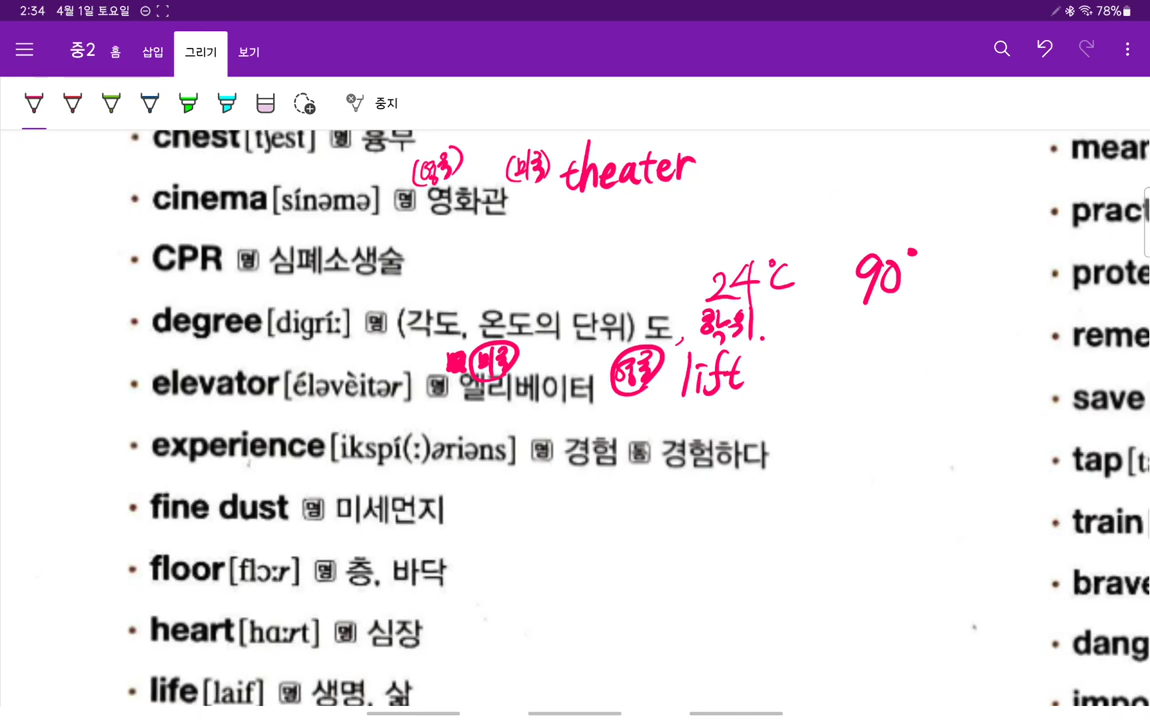 2:34 4월 1일 토요일 78%
중2 홈 삽입 그리기 보기
중지
chest[tʃest] 명 흉부
(영국) (미국) theater
cinema[sínəmə] 명 영화관
CPR 명 심폐소생술
24°C 90°
degree[digríː] 명 (각도, 온도의 단위) 도, 학위.
미국 영국 lift
elevator[éləvèitər] 명 엘리베이터
experience[ikspí(ː)əriəns] 명 경험 동 경험하다
fine dust 명 미세먼지
floor[flɔːr] 명 층, 바닥
heart[hɑːrt] 명 심장
life[laif] 명 생명, 삶
mear
pract
prote
reme
save
tap[t
train
brave
dang
impo